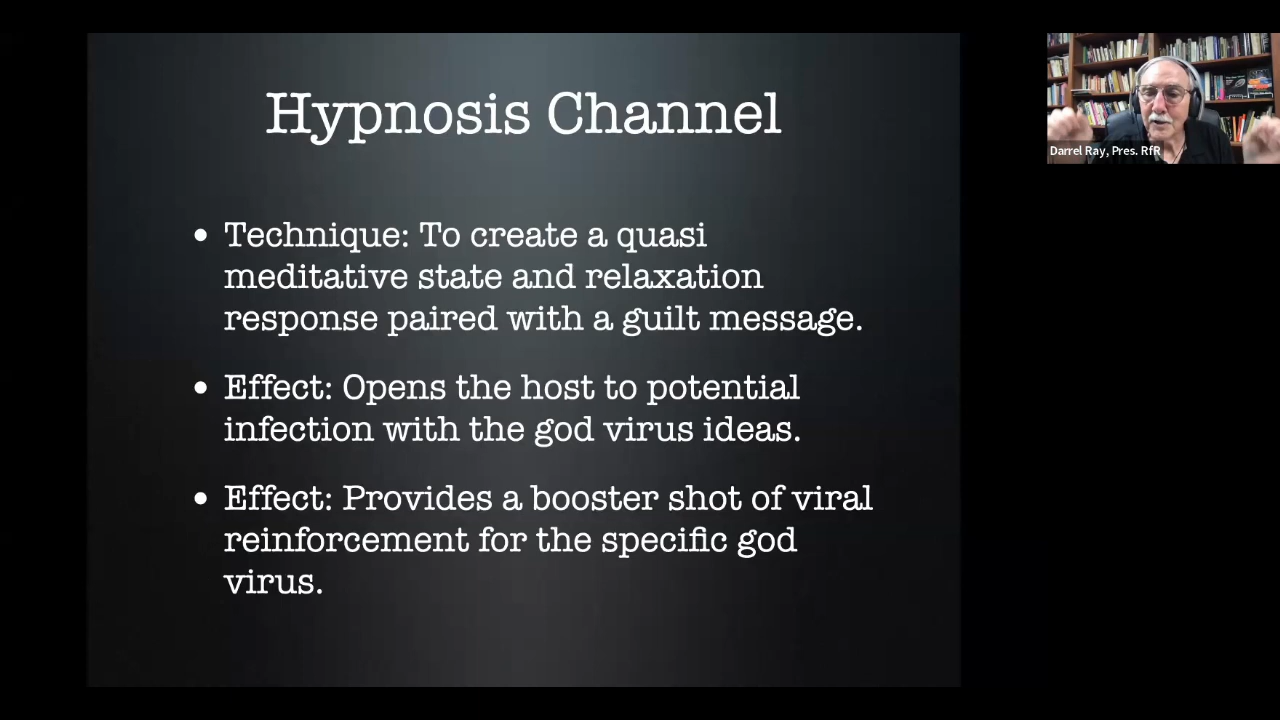 Hypnosis Channel
• Technique: To create a quasi
meditative state and relaxation
response paired with a guilt message.
• Effect: Opens the host to potential
infection with the god virus ideas.
• Effect: Provides a booster shot of viral
reinforcement for the specific god
virus.
Darrel Ray, Pres. RfR